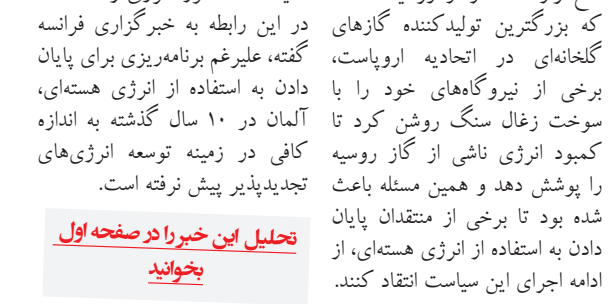 که بزرگترین تولیدکننده گازهای
گلخانه‌ای در اتحادیه اروپاست،
برخی از نیروگاه‌های خود را با
سوخت زغال سنگ روشن کرد تا
کمبود انرژی ناشی از گاز روسیه
را پوشش دهد و همین مسئله باعث
شده بود تا برخی از منتقدان پایان
دادن به استفاده از انرژی هسته‌ای، از
ادامه اجرای این سیاست انتقاد کنند.
در این رابطه به خبرگزاری فرانسه
گفته، علیرغم برنامه‌ریزی برای پایان
دادن به استفاده از انرژی هسته‌ای،
آلمان در ۱۰ سال گذشته به اندازه
کافی در زمینه توسعه انرژی‌های
تجدیدپذیر پیش نرفته است.
تحلیل این خبر را در صفحه اول
بخوانید